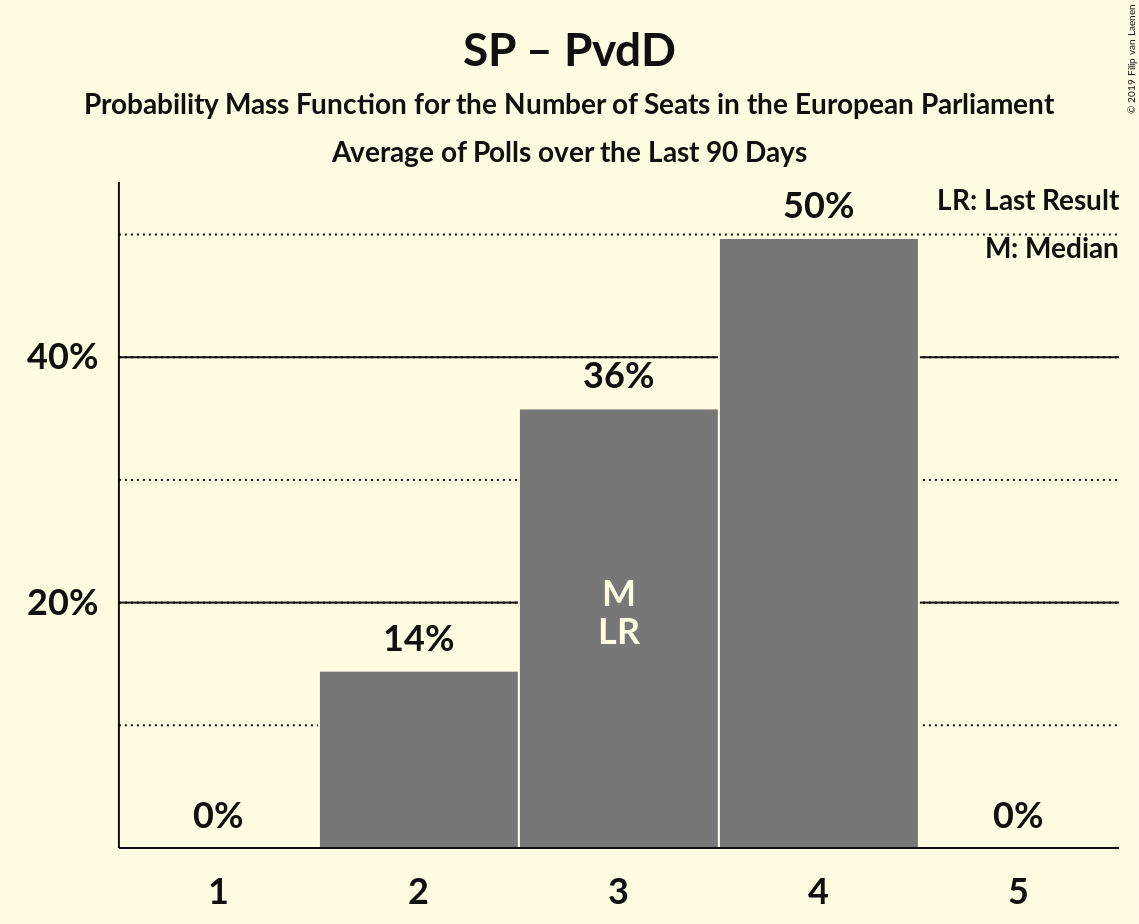 SP – PvdD
Probability Mass Function for the Number of Seats in the European Parliament
Average of Polls over the Last 90 Days
© 2019 Filip van Laenen
LR: Last Result
M: Median
50%
40%
36%
20%
14%
M
LR
0%
0%
1 2 3 4 5